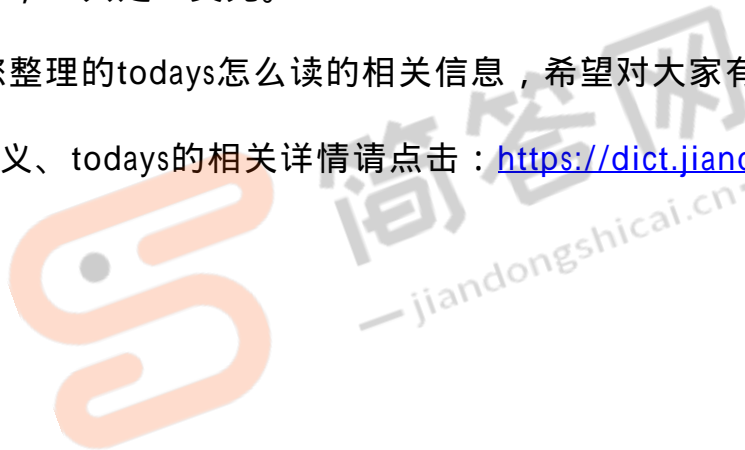 整理的todays怎么读的相关信息，希望对大家有
义、todays的相关详情请点击：https://dict.jiand
简答网
— jiandongshicai.cn